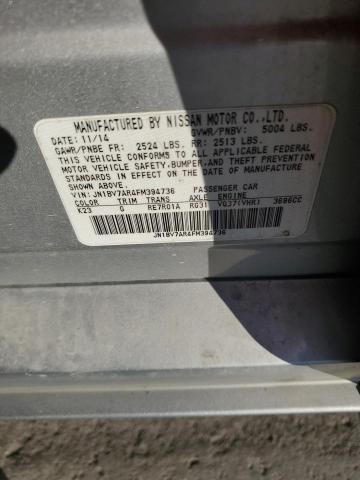 MANUFACTURED BY NISSAN MOTOR CO.,LTD.
DATE: 11/14 GVWR/PNBV: 5004 LBS.
GAWR/PNBE FR: 2524 LBS. RR: 2513 LBS.
THIS VEHICLE CONFORMS TO ALL APPLICABLE FEDERAL
MOTOR VEHICLE SAFETY, BUMPER, AND THEFT PREVENTION
STANDARDS IN EFFECT ON THE DATE OF MANUFACTURE
SHOWN ABOVE.
VIN: JN1BV7AR4FM394736 PASSENGER CAR
COLOR TRIM TRANS AXLE ENGINE
K23 G RE7R01A RG31 VQ37(VHR) 3696CC
JN1BV7AR4FM394736